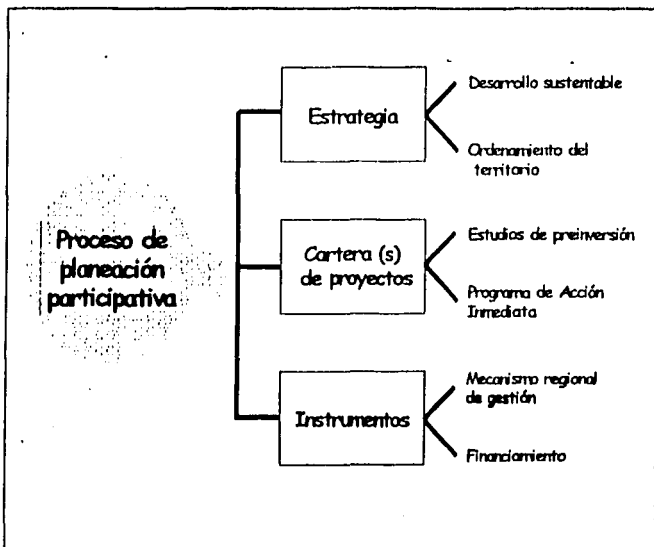 Proceso de
planeación
participativa
Estrategia
Desarrollo sustentable
Ordenamiento del
territorio
Cartera (s)
de proyectos
Estudios de preinversión
Programa de Acción
Inmediata
Instrumentos
Mecanismo regional
de gestión
Financiamiento